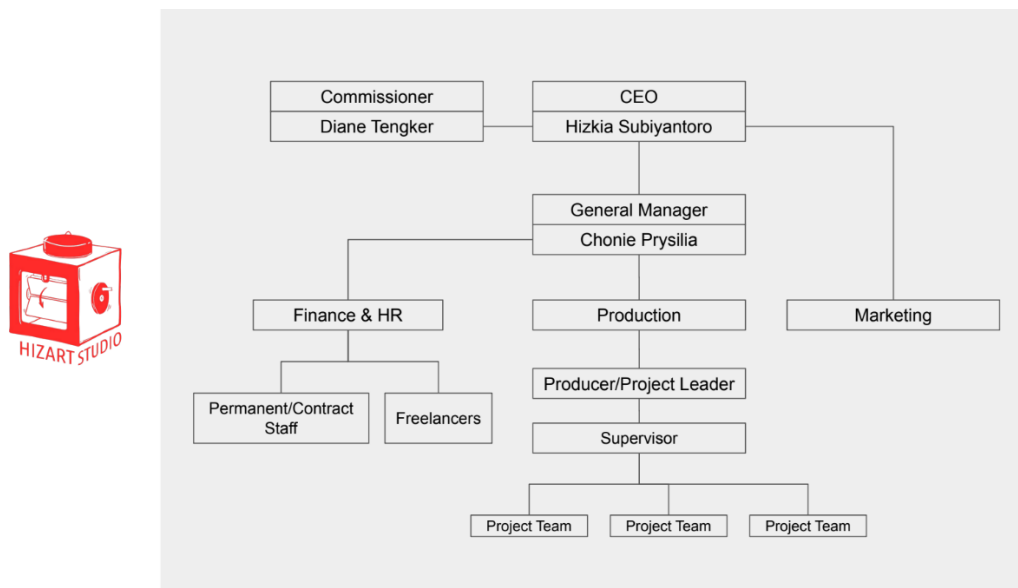 Commissioner
Diane Tengker
CEO
Hizkia Subiyantoro
General Manager
Chonie Prysilia
Finance & HR
Production
Marketing
Producer/Project Leader
Permanent/Contract
Staff
Freelancers
Supervisor
Project Team
Project Team
Project Team
HIZART STUDIO